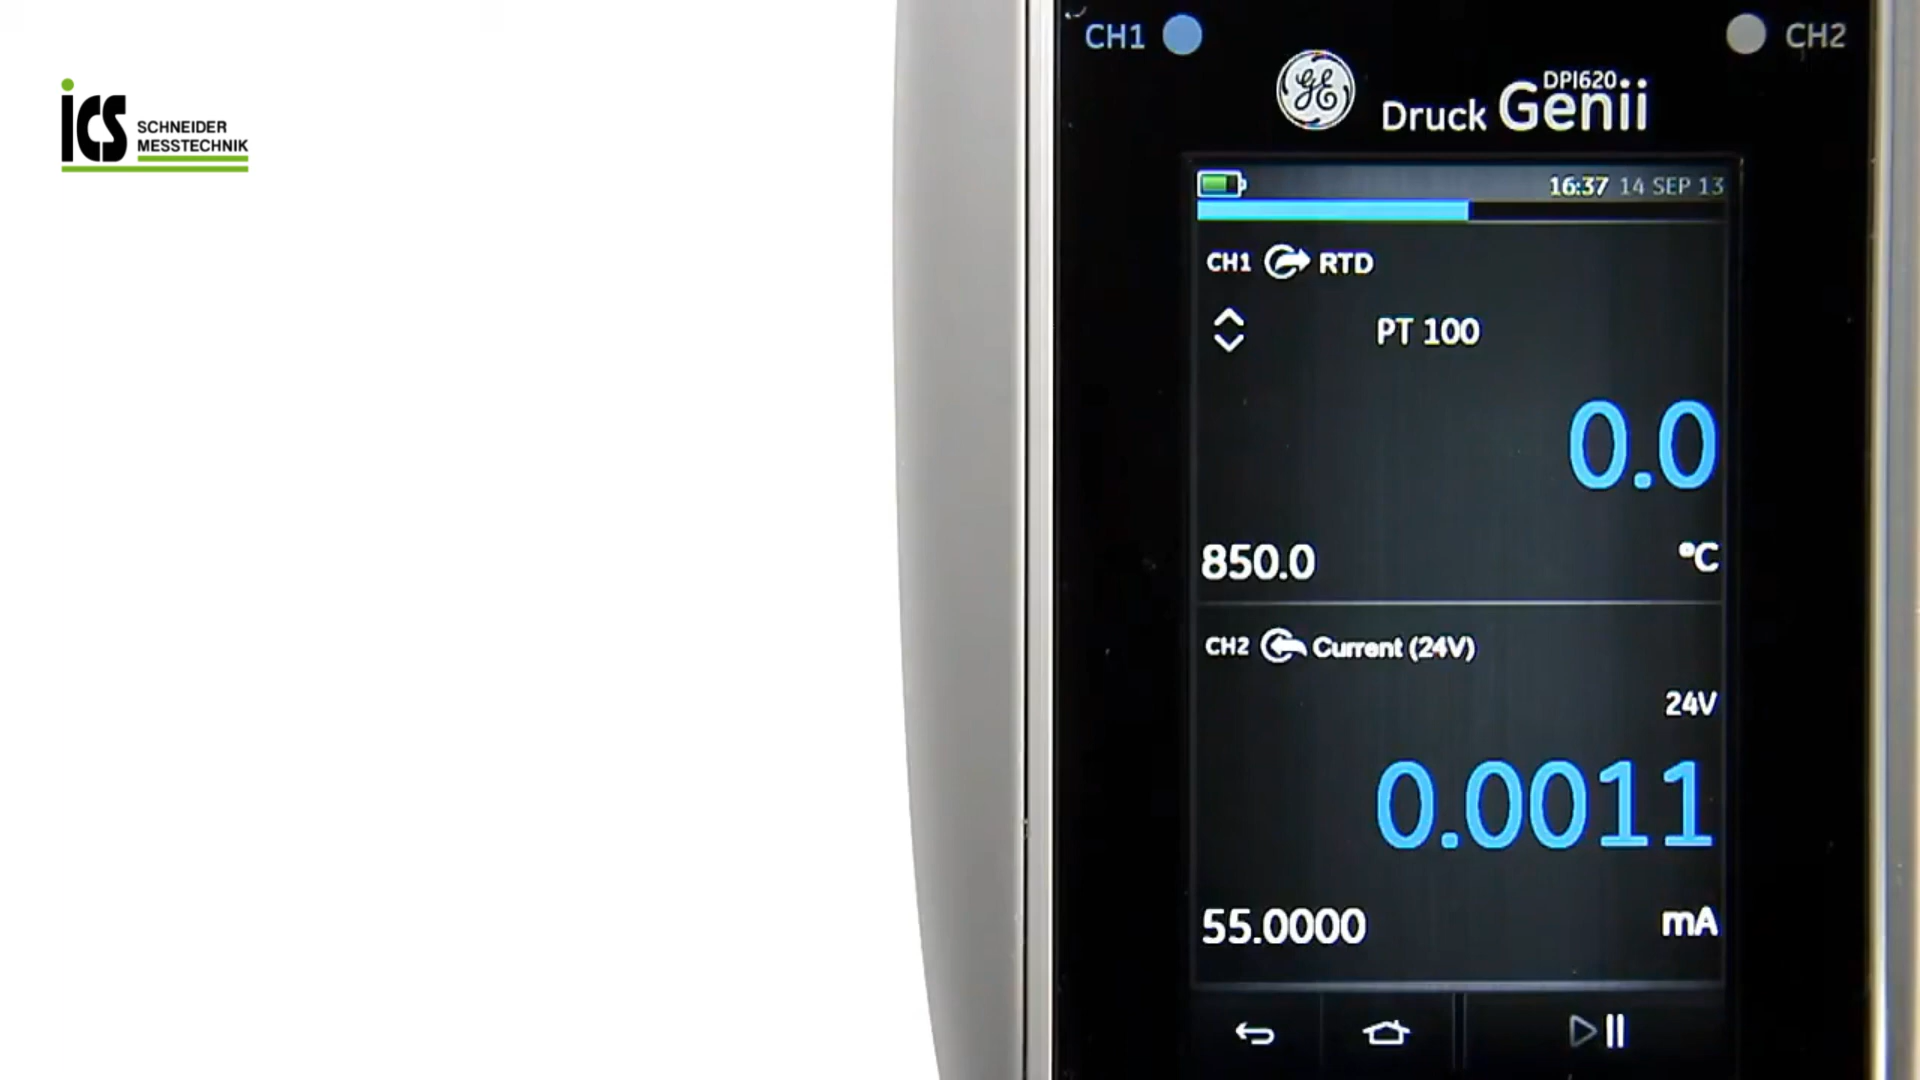 iCS
SCHNEIDER
MESSTECHNIK
CH1
CH2
GE
DPI620
Druck Genii
16:37 14 SEP 13
CH1 RTD
PT 100
0.0
850.0 °C
CH2 Current (24V)
24V
0.0011
55.0000 mA